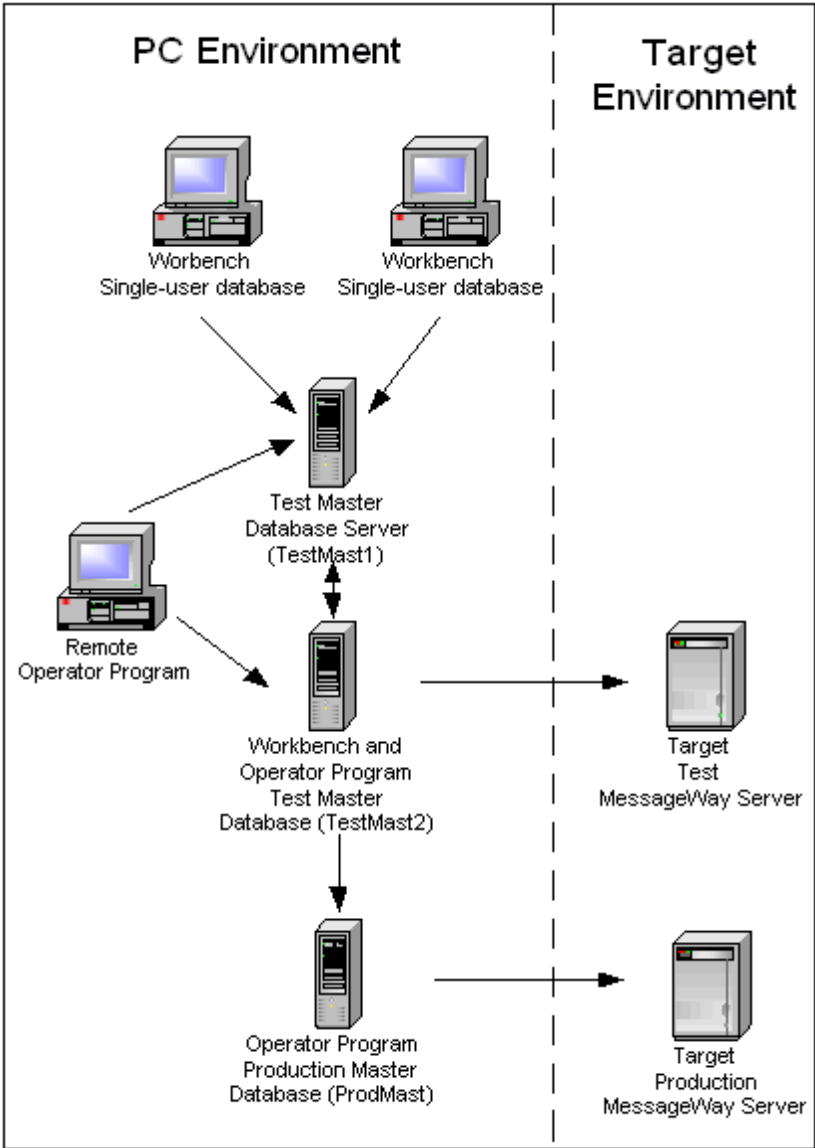 PC Environment
Target
Environment
Worbench
Single-user database
Workbench
Single-user database
Test Master
Database Server
(TestMast1)
Remote
Operator Program
Workbench and
Operator Program
Test Master
Database (TestMast2)
Target
Test
MessageWay Server
Operator Program
Production Master
Database (ProdMast)
Target
Production
MessageWay Server